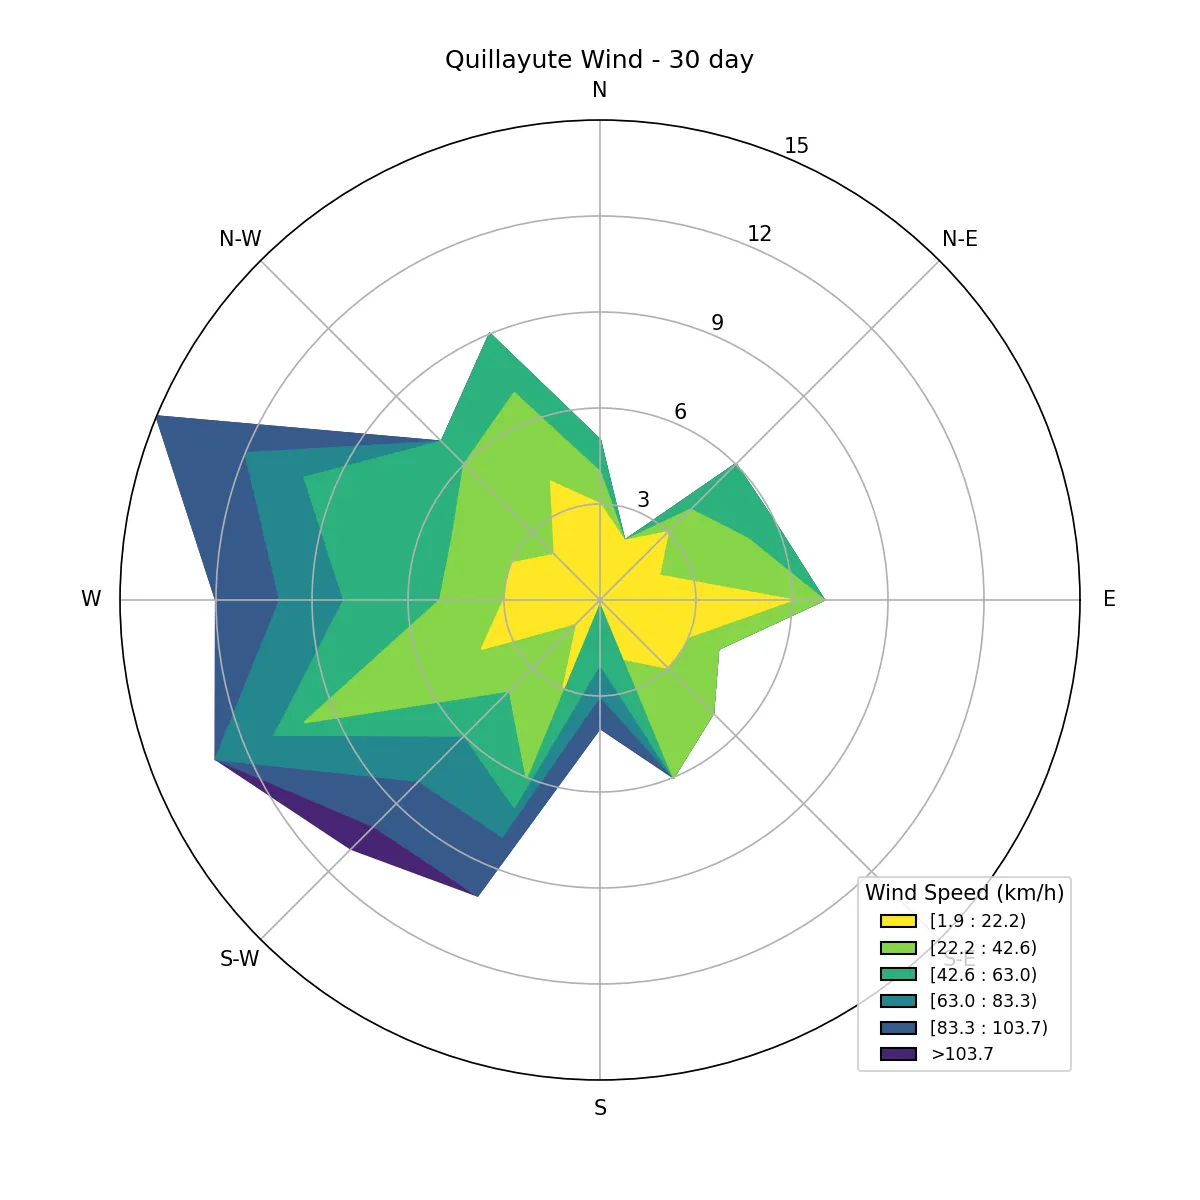 Quillayute Wind - 30 day
N
15
N-W
12
N-E
9
6
3
W
E
S-W
S-E
S
Wind Speed (km/h)
[1.9 : 22.2)
[22.2 : 42.6)
[42.6 : 63.0)
[63.0 : 83.3)
[83.3 : 103.7)
>103.7